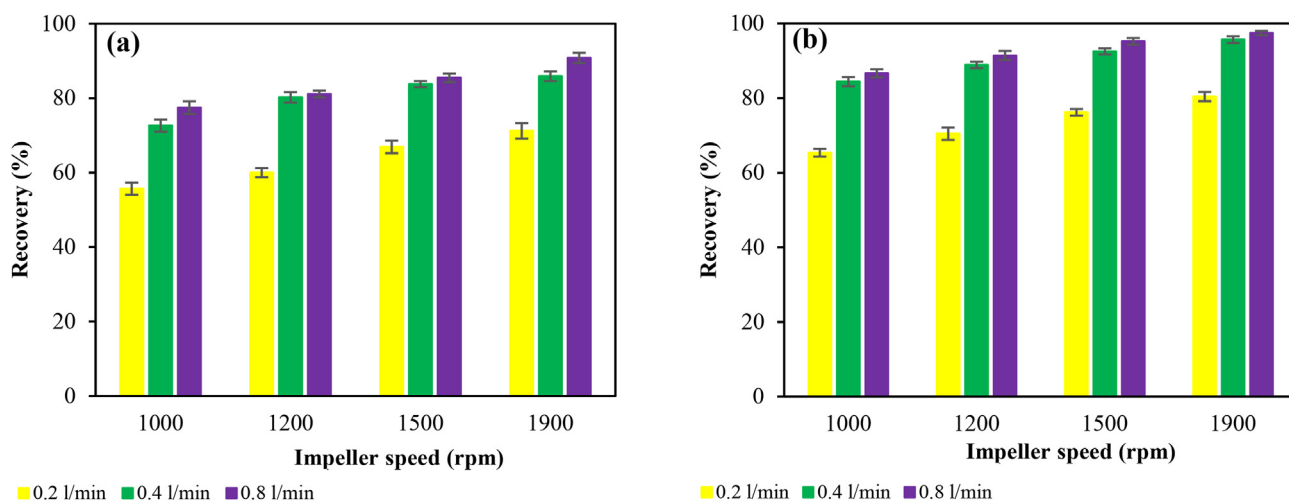 (a)
Recovery (%)
100
80
60
40
20
0
1000 1200 1500 1900
Impeller speed (rpm)
0.2 l/min 0.4 l/min 0.8 l/min
(b)
Recovery (%)
100
80
60
40
20
0
1000 1200 1500 1900
Impeller speed (rpm)
0.2 l/min 0.4 l/min 0.8 l/min